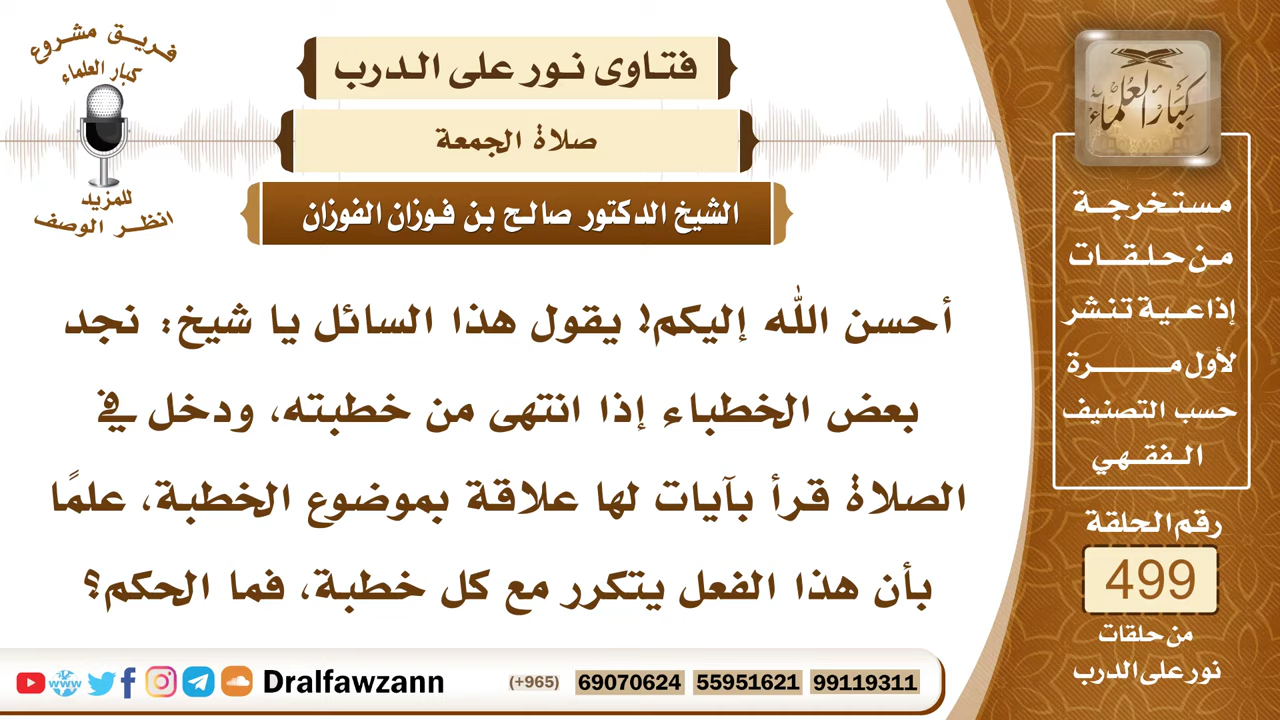 فريق مشروع
كبار العلماء
للمزيد
انظر الوصف
فتاوى نور على الدرب
صلاة الجمعة
الشيخ الدكتور صالح بن فوزان الفوزان
أحسن الله إليكم! يقول هذا السائل يا شيخ: نجد
بعض الخطباء إذا انتهى من خطبته، ودخل في
الصلاة قرأ بآيات لها علاقة بموضوع الخطبة، علمًا
بأن هذا الفعل يتكرر مع كل خطبة، فما الحكم؟
كبار العلماء
مستخرجة
من حلقات
إذاعية تنشر
لأول مرة
حسب التصنيف
الفقهي
رقم الحلقة
499
من حلقات
نور على الدرب
www Dralfawzann (+965) 69070624 55951621 99119311